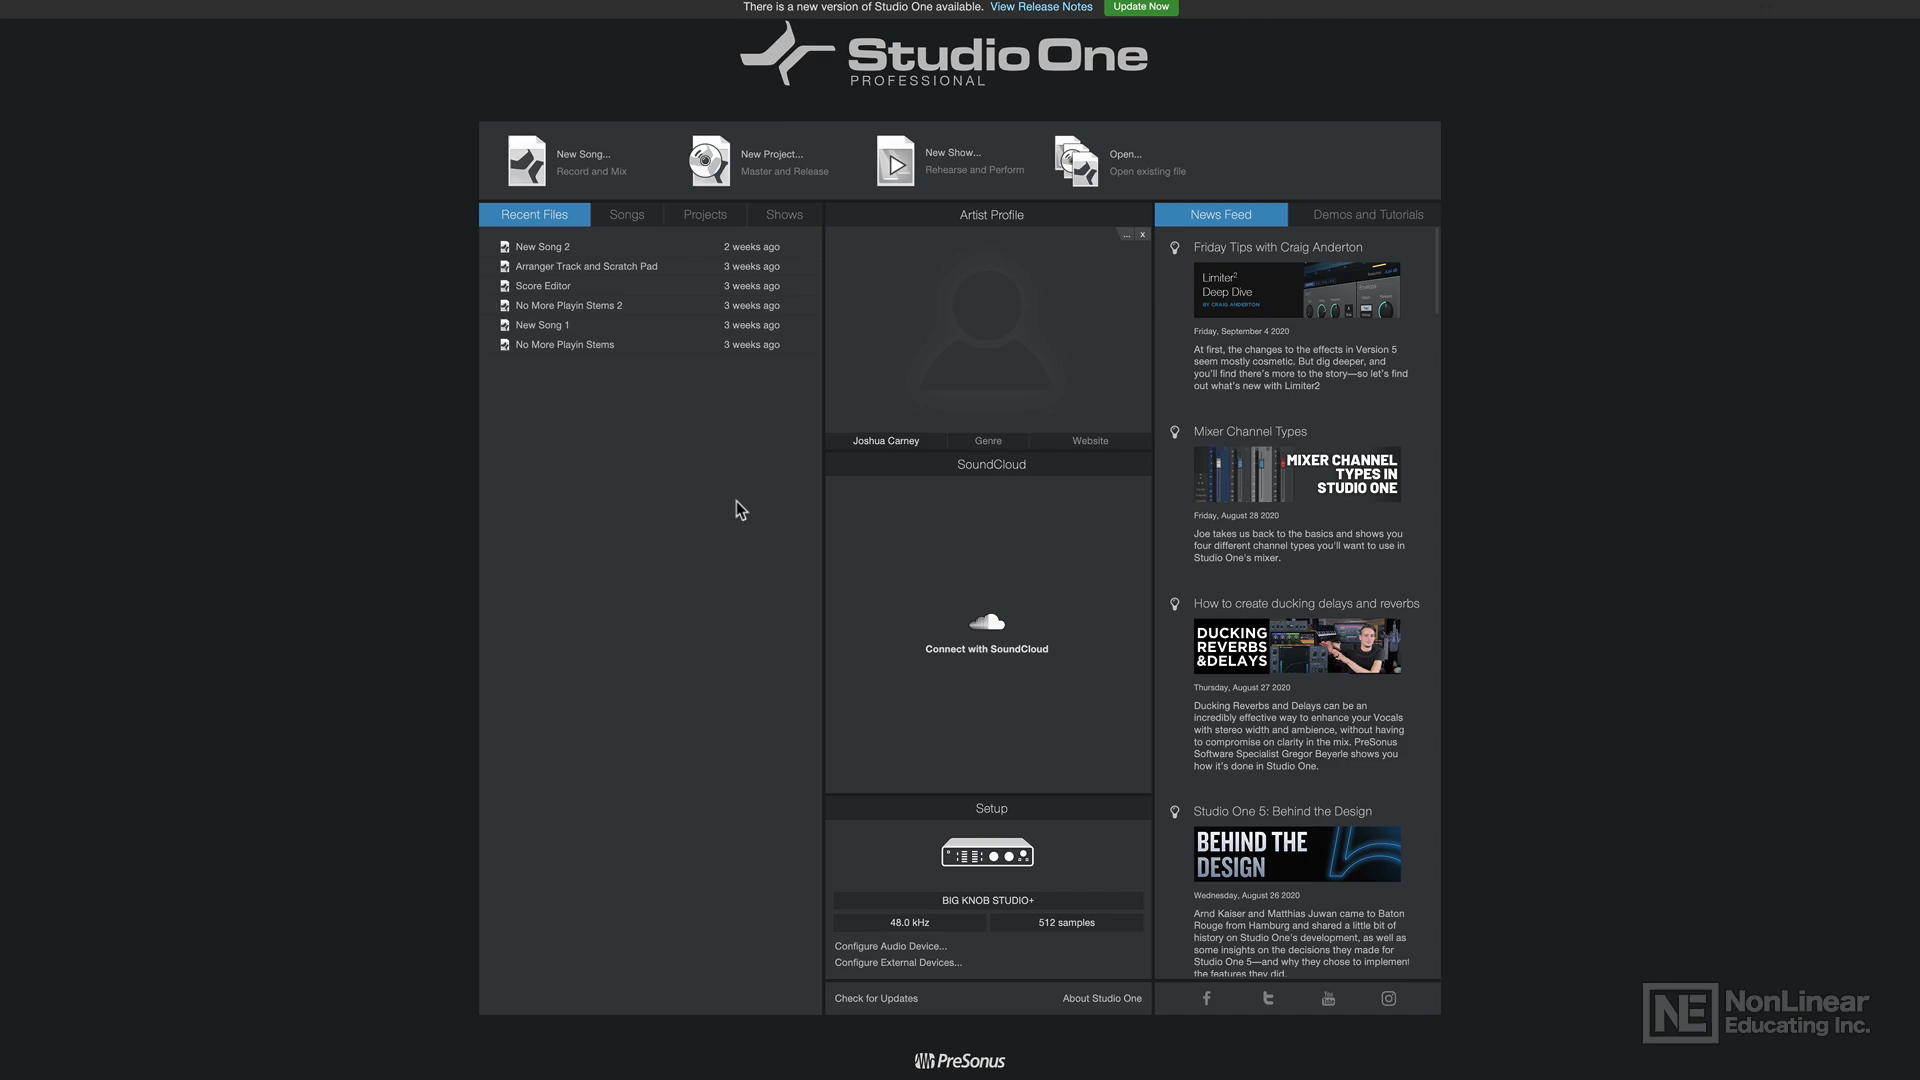 There is a new version of Studio One available. View Release Notes Update Now
Studio One
PROFESSIONAL
New Song...
Record and Mix
New Project...
Master and Release
New Show...
Rehearse and Perform
Open...
Open existing file
Recent Files Songs Projects Shows
New Song 2 2 weeks ago
Arranger Track and Scratch Pad 3 weeks ago
Score Editor 3 weeks ago
No More Playin Stems 2 3 weeks ago
New Song 1 3 weeks ago
No More Playin Stems 3 weeks ago
Artist Profile
... x
Joshua Carney Genre Website
SoundCloud
Connect with SoundCloud
Setup
BIG KNOB STUDIO+
48.0 kHz 512 samples
Configure Audio Device...
Configure External Devices...
Check for Updates About Studio One
News Feed Demos and Tutorials
Friday Tips with Craig Anderton
Limiter²
Deep Dive
BY CRAIG ANDERTON
Friday, September 4 2020
At first, the changes to the effects in Version 5
seem mostly cosmetic. But dig deeper, and
you'll find there's more to the story—so let's find
out what's new with Limiter2
Mixer Channel Types
MIXER CHANNEL
TYPES IN
STUDIO ONE
Friday, August 28 2020
Joe takes us back to the basics and shows you
four different channel types you'll want to use in
Studio One's mixer.
How to create ducking delays and reverbs
DUCKING
REVERBS
&DELAYS
Thursday, August 27 2020
Ducking Reverbs and Delays can be an
incredibly effective way to enhance your Vocals
with stereo width and ambience, without having
to compromise on clarity in the mix. PreSonus
Software Specialist Gregor Beyerle shows you
how it's done in Studio One.
Studio One 5: Behind the Design
BEHIND THE
DESIGN
Wednesday, August 26 2020
Arnd Kaiser and Matthias Juwan came to Baton
Rouge from Hamburg and shared a little bit of
history on Studio One's development, as well as
some insights on the decisions they made for
Studio One 5—and why they chose to implement
the features they did.
You
PreSonus
NE NonLinear
Educating Inc.